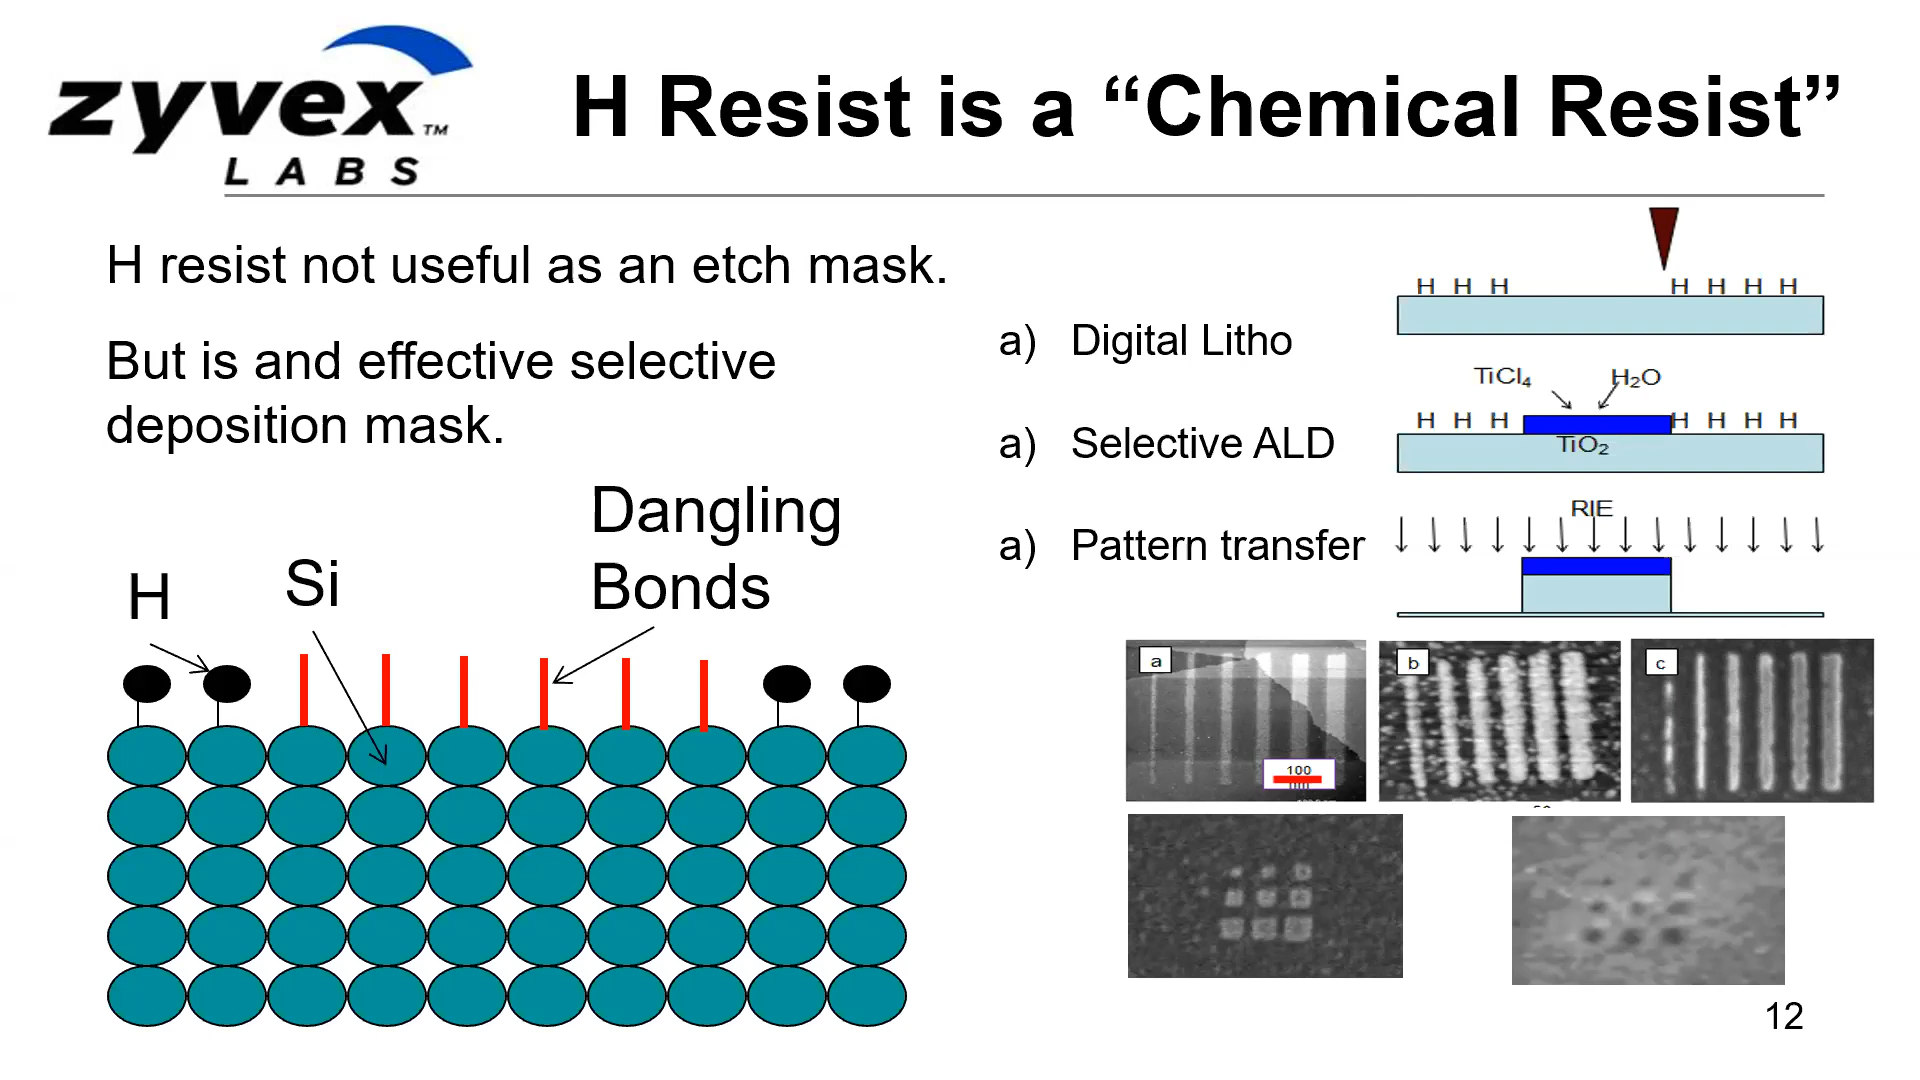 zyvex™
LABS
H Resist is a “Chemical Resist”
H resist not useful as an etch mask.
But is and effective selective
deposition mask.
Dangling
Bonds
H
Si
a) Digital Litho
a) Selective ALD
a) Pattern transfer
H H H H H H H
TiCl₄ H₂O
H H H H H H H
TiO₂
RIE
a
b
c
100
12